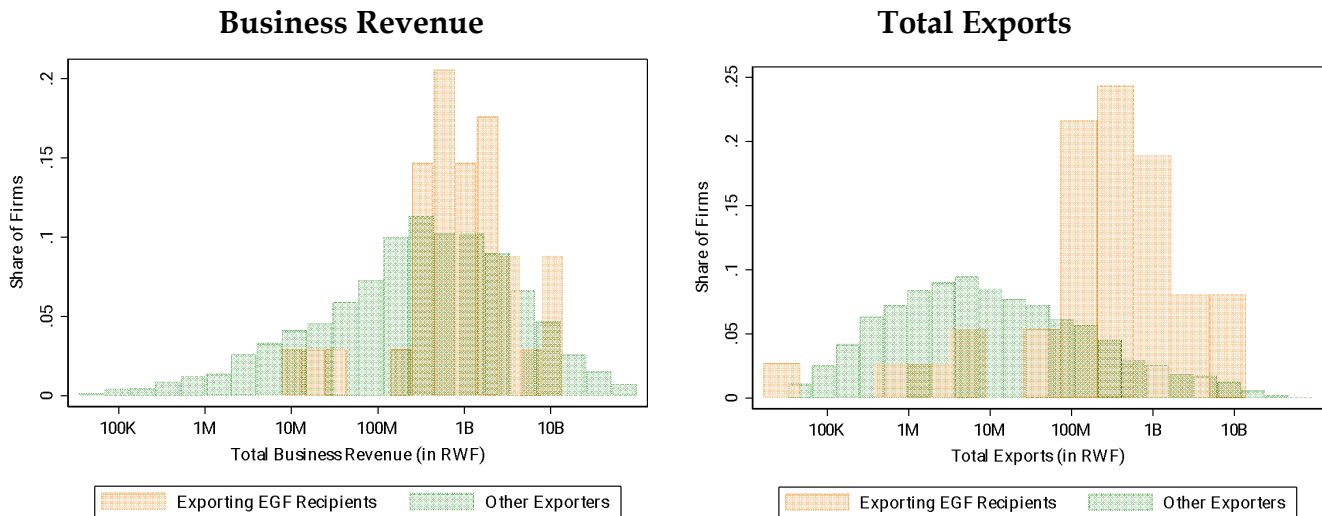 Business Revenue
Share of Firms
.2
.15
.1
.05
0
100K 1M 10M 100M 1B 10B
Total Business Revenue (in RWF)
Exporting EGF Recipients Other Exporters
Total Exports
Share of Firms
.25
.2
.15
.1
.05
0
100K 1M 10M 100M 1B 10B
Total Exports (in RWF)
Exporting EGF Recipients Other Exporters